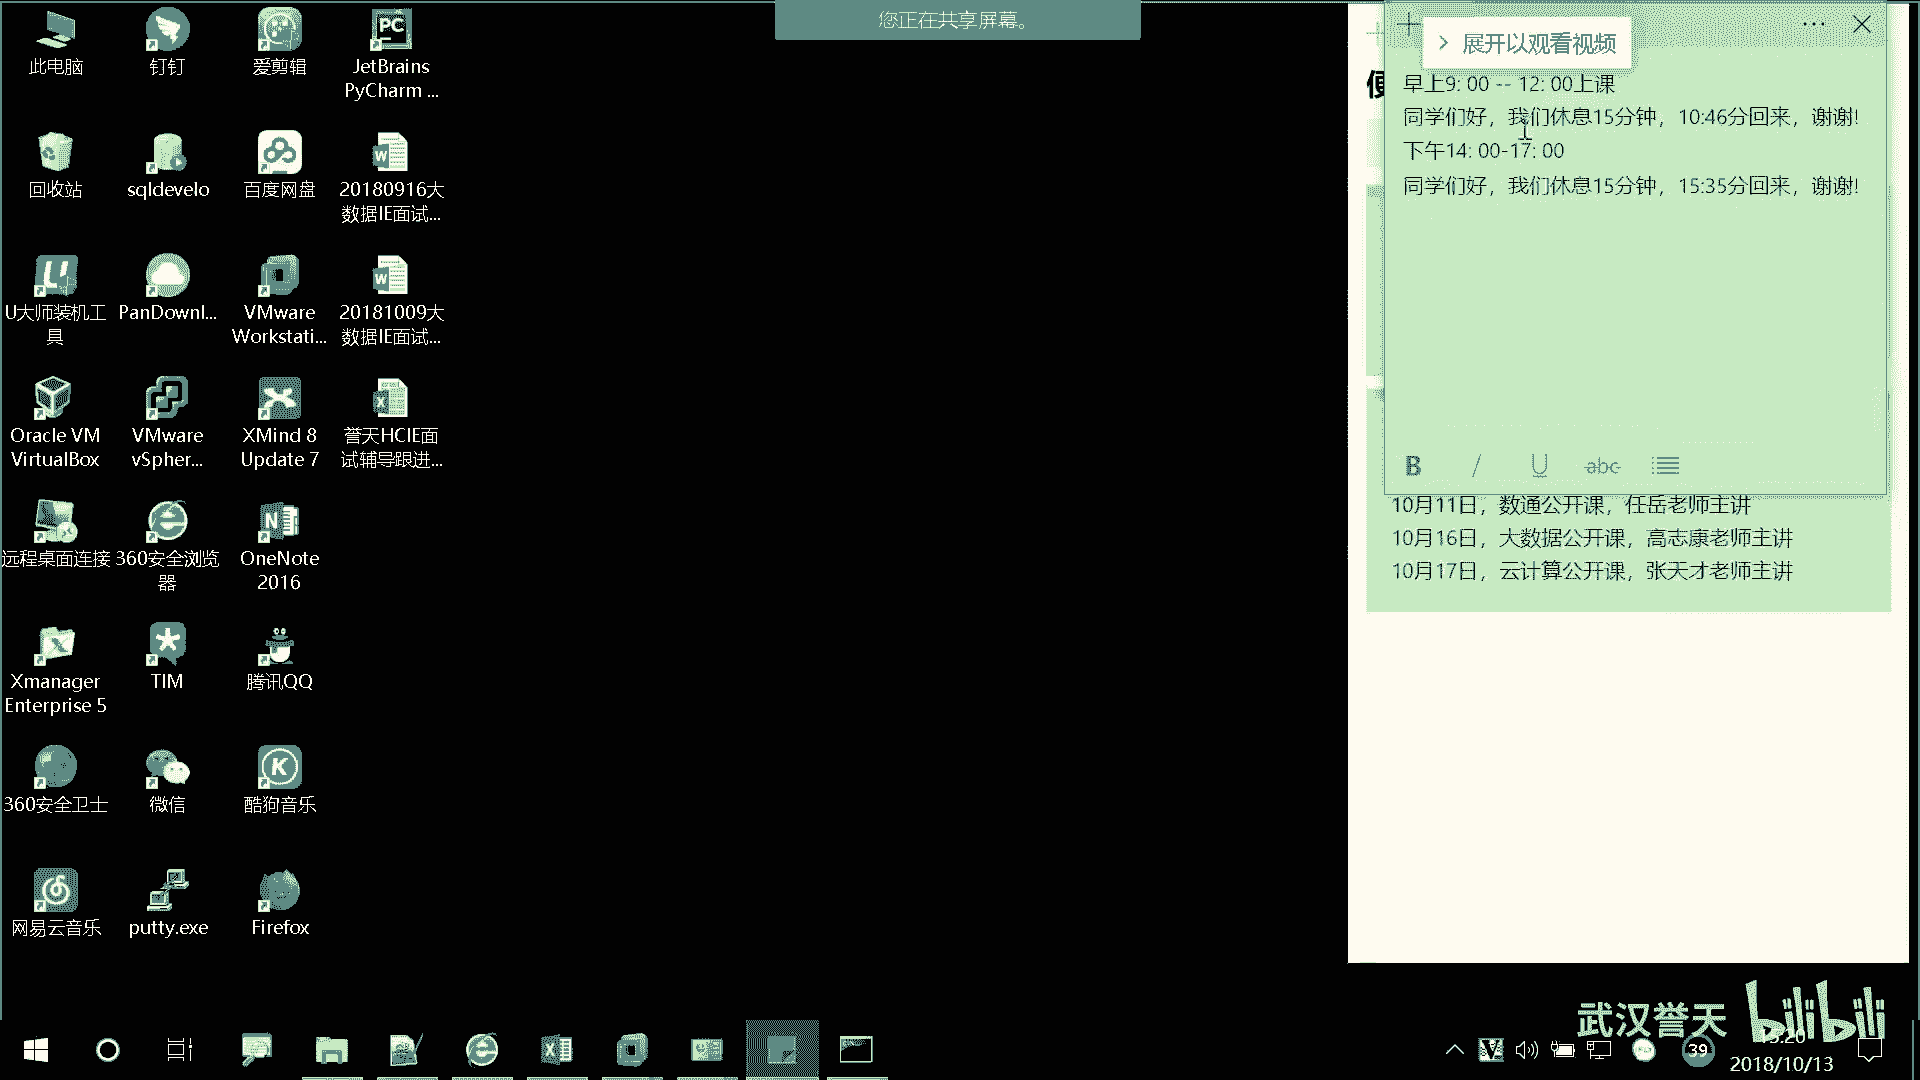 您正在共享屏幕。
展开以观看视频
早上9: 00 -- 12: 00上课
同学们好，我们休息15分钟，10:46分回来，谢谢!
下午14: 00-17: 00
同学们好，我们休息15分钟，15:35分回来，谢谢!
B / U abc
10月11日，数通公开课，任岳老师主讲
10月16日，大数据公开课，高志康老师主讲
10月17日，云计算公开课，张天才老师主讲
此电脑
钉钉
爱剪辑
JetBrains
PyCharm ...
回收站
sqldevelo
百度网盘
20180916大
数据IE面试...
U大师装机工
具
PanDownl...
VMware
Workstati...
20181009大
数据IE面试...
Oracle VM
VirtualBox
VMware
vSpher...
XMind 8
Update 7
誉天HCIE面
试辅导跟进...
远程桌面连接
360安全浏览
器
OneNote
2016
Xmanager
Enterprise 5
TIM
腾讯QQ
360安全卫士
微信
酷狗音乐
网易云音乐
putty.exe
Firefox
武汉誉天 bilibili
39
15:20
2018/10/13